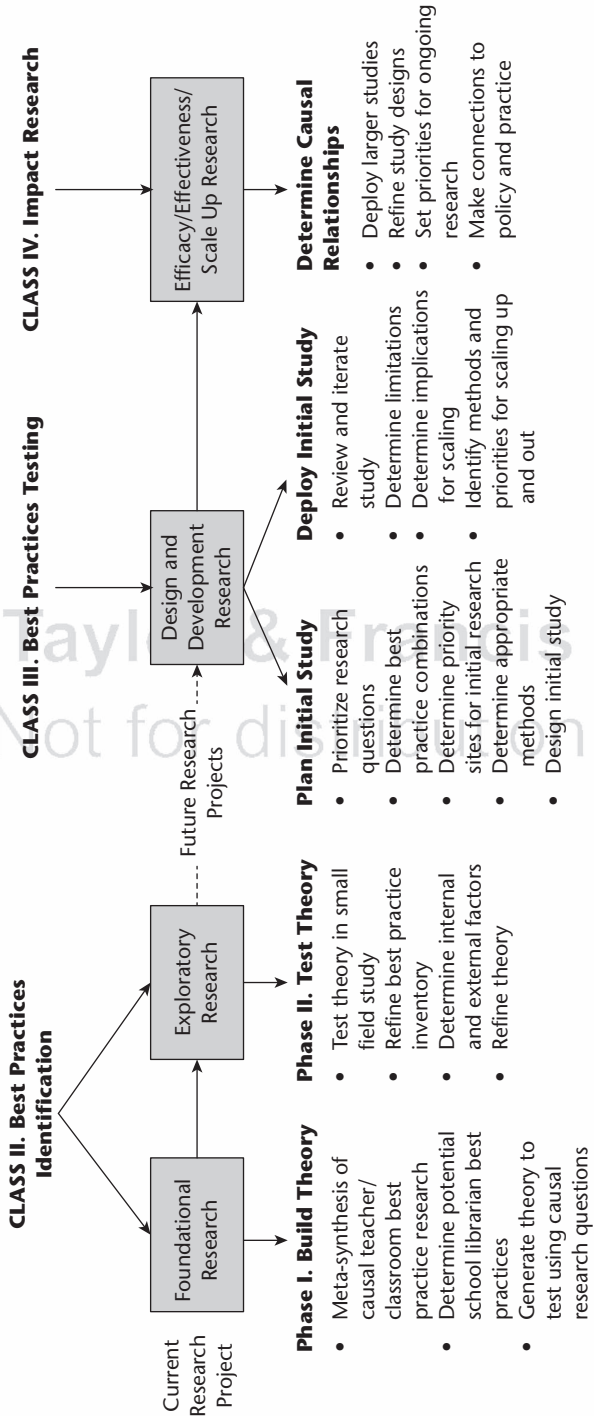 CLASS II. Best Practices
Identification
CLASS III. Best Practices Testing
CLASS IV. Impact Research
Current
Research
Project
Foundational
Research
Exploratory
Research
Future Research
Projects
Design and
Development
Research
Efficacy/Effectiveness/
Scale Up Research
Phase I. Build Theory
• Meta-synthesis of
causal teacher/
classroom best
practice research
• Determine potential
school librarian best
practices
• Generate theory to
test using causal
research questions
Phase II. Test Theory
• Test theory in small
field study
• Refine best practice
inventory
• Determine internal
and external factors
• Refine theory
Plan Initial Study
• Prioritize research
questions
• Determine best
practice combinations
• Determine priority
sites for initial research
• Determine appropriate
methods
• Design initial study
Deploy Initial Study
• Review and iterate
study
• Determine limitations
• Determine implications
for scaling
• Identify methods and
priorities for scaling up
and out
Determine Causal
Relationships
• Deploy larger studies
• Refine study designs
• Set priorities for ongoing
research
• Make connections to
policy and practice
Taylor & Francis
Not for distribution